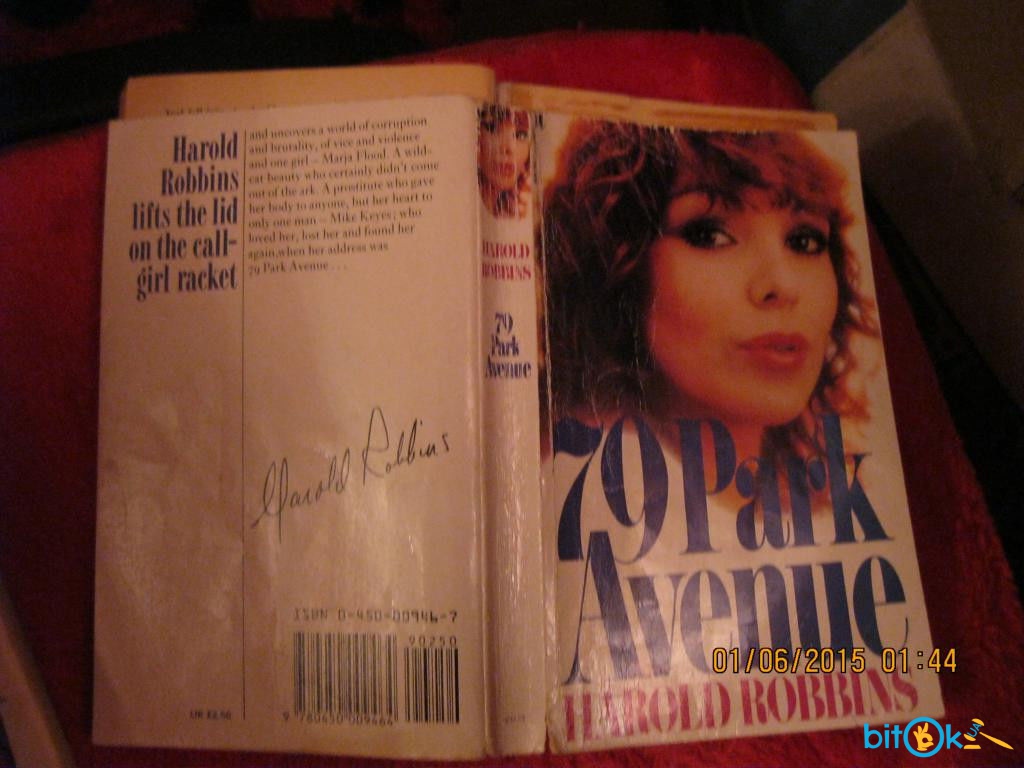 Harold
Robbins
lifts the lid
on the call-
girl racket
and uncovers a world of corruption
and brutality, of vice and violence
and one girl – Marja Flood. A wild-
cat beauty who certainly didn't come
out of the ark. A prostitute who gave
her body to anyone, but her heart to
only one man – Mike Keyes; who
loved her, lost her and found her
again,when her address was
79 Park Avenue . . .
Harold Robbins
ISBN 0-450-00946-7
90250
9 780450 009464
UK £2.50
HAROLD
ROBBINS
79
Park
Avenue
79 Park
Avenue
HAROLD ROBBINS
01/06/2015 01:44
bitOk
UA